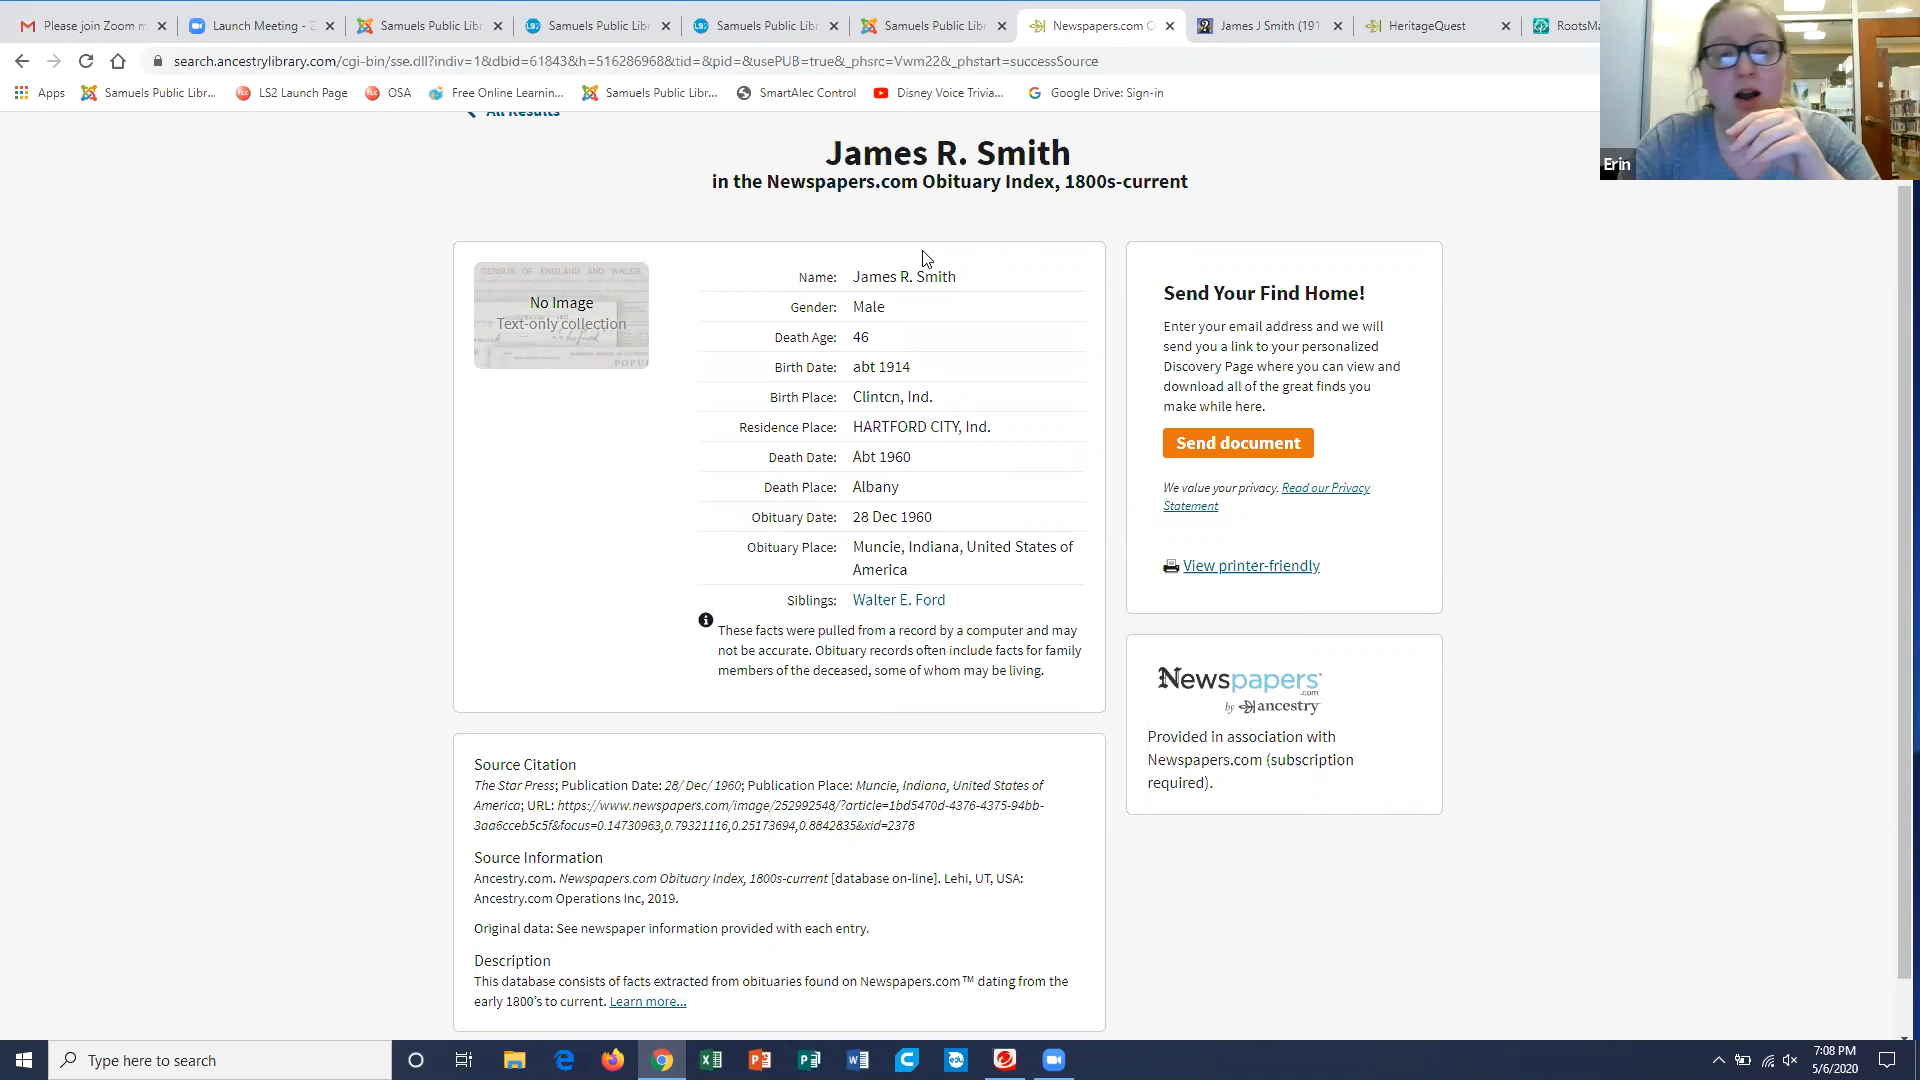 Please join Zoom m
Launch Meeting - Z
Samuels Public Libr
Samuels Public Libr
Samuels Public Libr
Samuels Public Libr
Newspapers.com O
James J Smith (191
HeritageQuest
RootsMa
search.ancestrylibrary.com/cgi-bin/sse.dll?indiv=1&dbid=61843&h=516286968&tid=&pid=&usePUB=true&_phsrc=Vwm22&_phstart=successSource
Apps
Samuels Public Libr...
LS2 Launch Page
OSA
Free Online Learnin...
Samuels Public Libr...
SmartAlec Control
Disney Voice Trivia...
Google Drive: Sign-in
Erin
All Results
James R. Smith
in the Newspapers.com Obituary Index, 1800s-current
CENSUS OF ENGLAND AND WALES,
No Image
Text-only collection
Name: James R. Smith
Gender: Male
Death Age: 46
Birth Date: abt 1914
Birth Place: Clintcn, Ind.
Residence Place: HARTFORD CITY, Ind.
Death Date: Abt 1960
Death Place: Albany
Obituary Date: 28 Dec 1960
Obituary Place: Muncie, Indiana, United States of
America
Siblings: Walter E. Ford
These facts were pulled from a record by a computer and may
not be accurate. Obituary records often include facts for family
members of the deceased, some of whom may be living.
Send Your Find Home!
Enter your email address and we will
send you a link to your personalized
Discovery Page where you can view and
download all of the great finds you
make while here.
Send document
We value your privacy. Read our Privacy
Statement
View printer-friendly
Newspapers™
.com
by ancestry
Provided in association with
Newspapers.com (subscription
required).
Source Citation
The Star Press; Publication Date: 28/ Dec/ 1960; Publication Place: Muncie, Indiana, United States of
America; URL: https://www.newspapers.com/image/252992548/?article=1bd5470d-4376-4375-94bb-
3aa6cceb5c5f&focus=0.14730963,0.79321116,0.25173694,0.8842835&xid=2378
Source Information
Ancestry.com. Newspapers.com Obituary Index, 1800s-current [database on-line]. Lehi, UT, USA:
Ancestry.com Operations Inc, 2019.
Original data: See newspaper information provided with each entry.
Description
This database consists of facts extracted from obituaries found on Newspapers.com™ dating from the
early 1800's to current. Learn more...
Type here to search
7:08 PM
5/6/2020